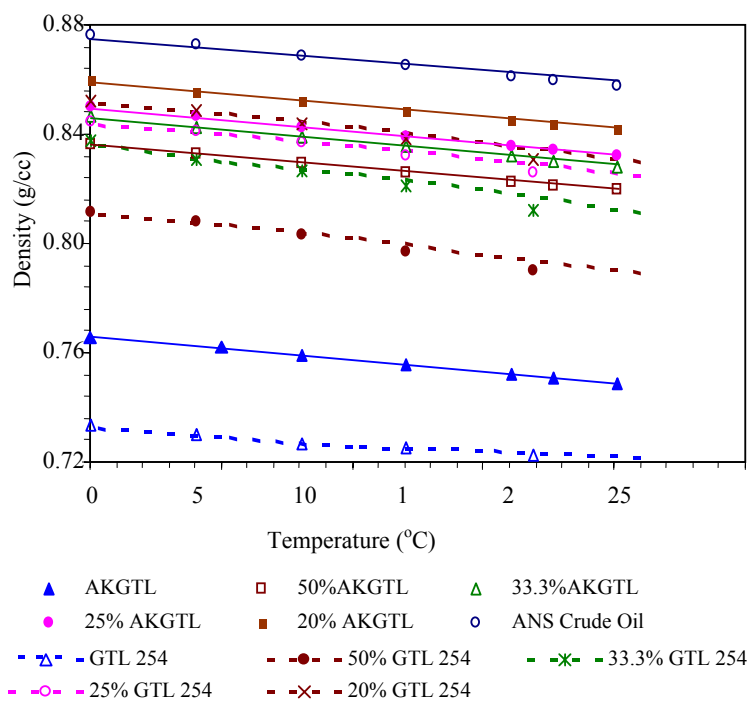 0.88
0.84
0.80
0.76
0.72
Density (g/cc)
0 5 10 1 2 25
Temperature (°C)
AKGTL 50%AKGTL 33.3%AKGTL
25% AKGTL 20% AKGTL ANS Crude Oil
GTL 254 50% GTL 254 33.3% GTL 254
25% GTL 254 20% GTL 254